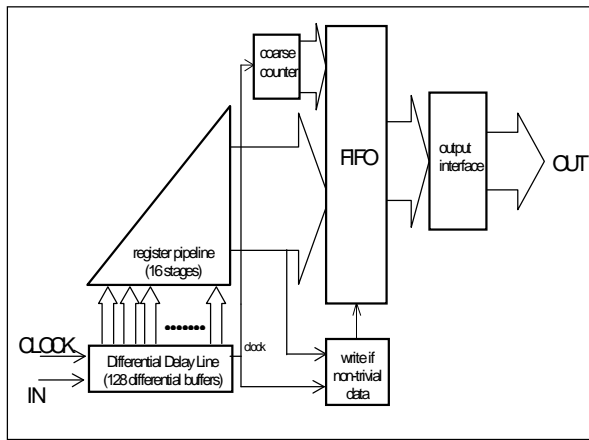 coarse
counter
FIFO
output
interface
OUT
register pipeline
(16 stages)
CLOCK
clock
Differential Delay Line
(128 differential buffers)
IN
write if
non-trivial
data